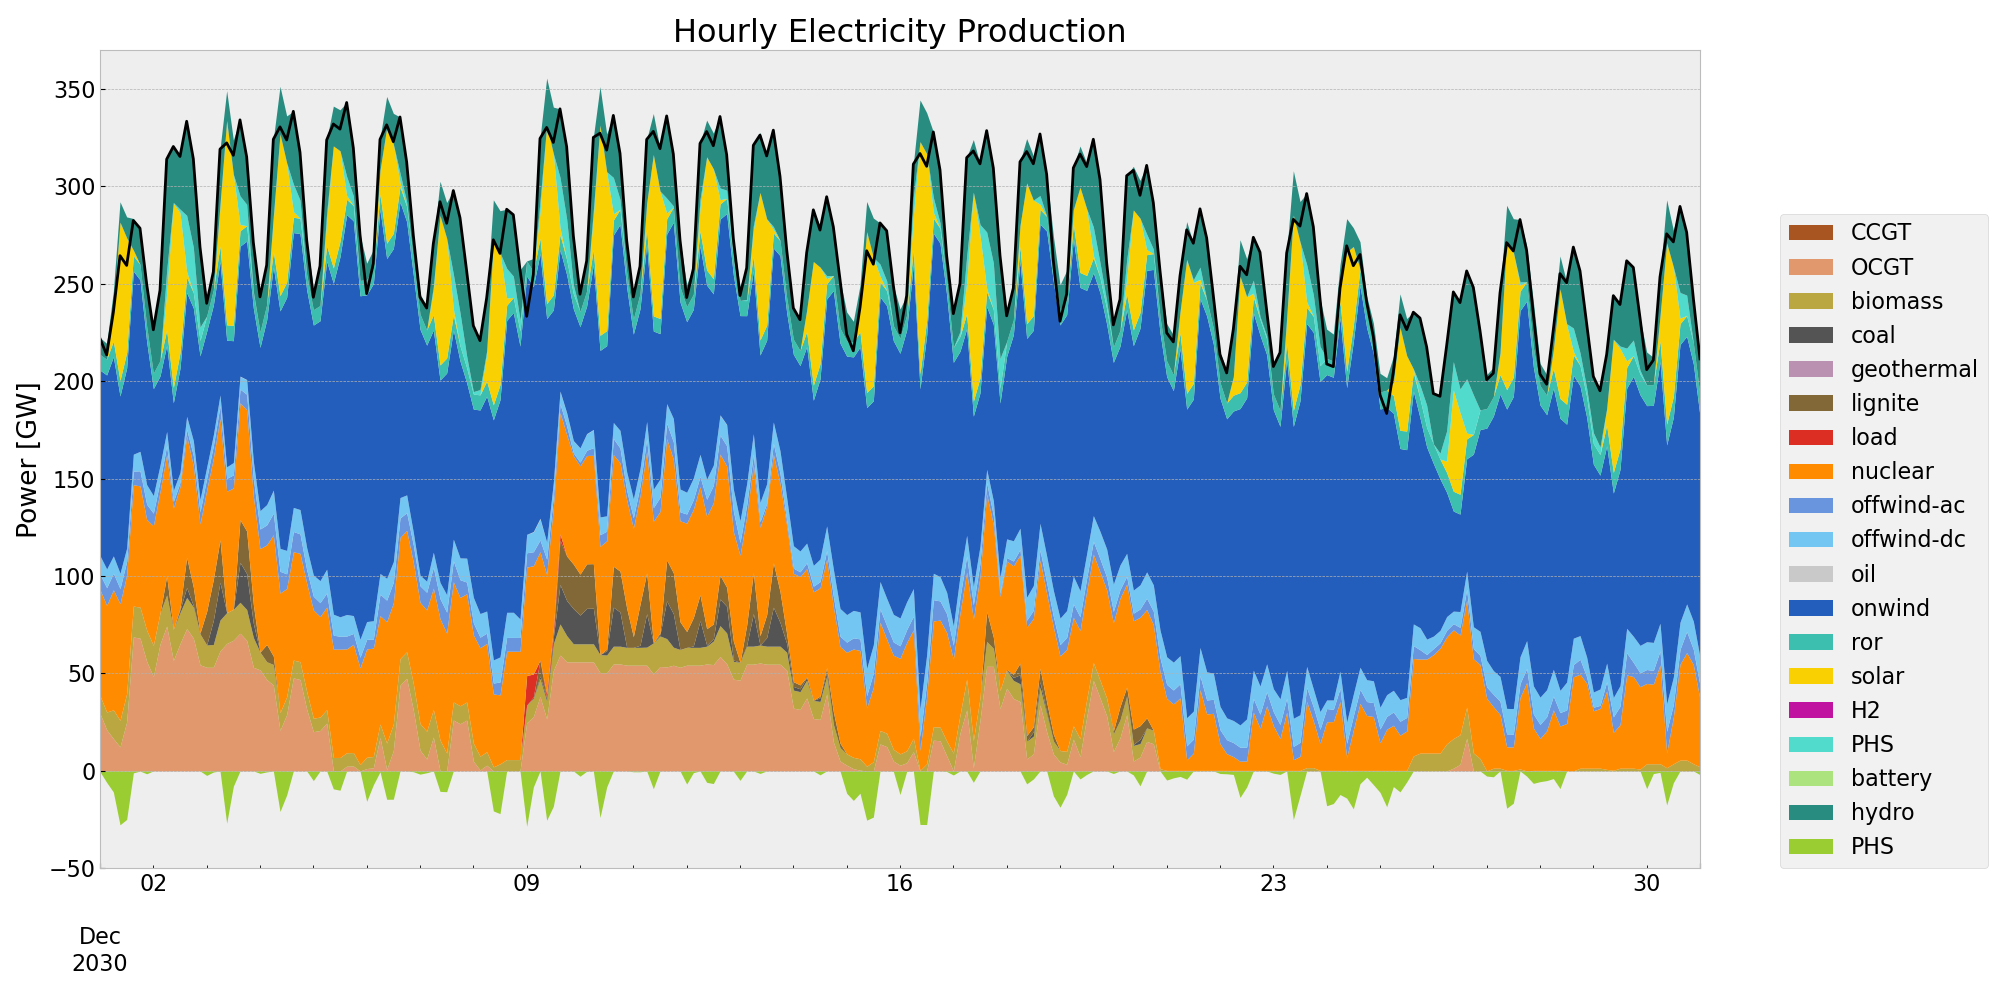 Hourly Electricity Production
Power [GW]
350
300
250
200
150
100
50
0
−50
02
09
16
23
30
Dec
2030
CCGT
OCGT
biomass
coal
geothermal
lignite
load
nuclear
offwind-ac
offwind-dc
oil
onwind
ror
solar
H2
PHS
battery
hydro
PHS